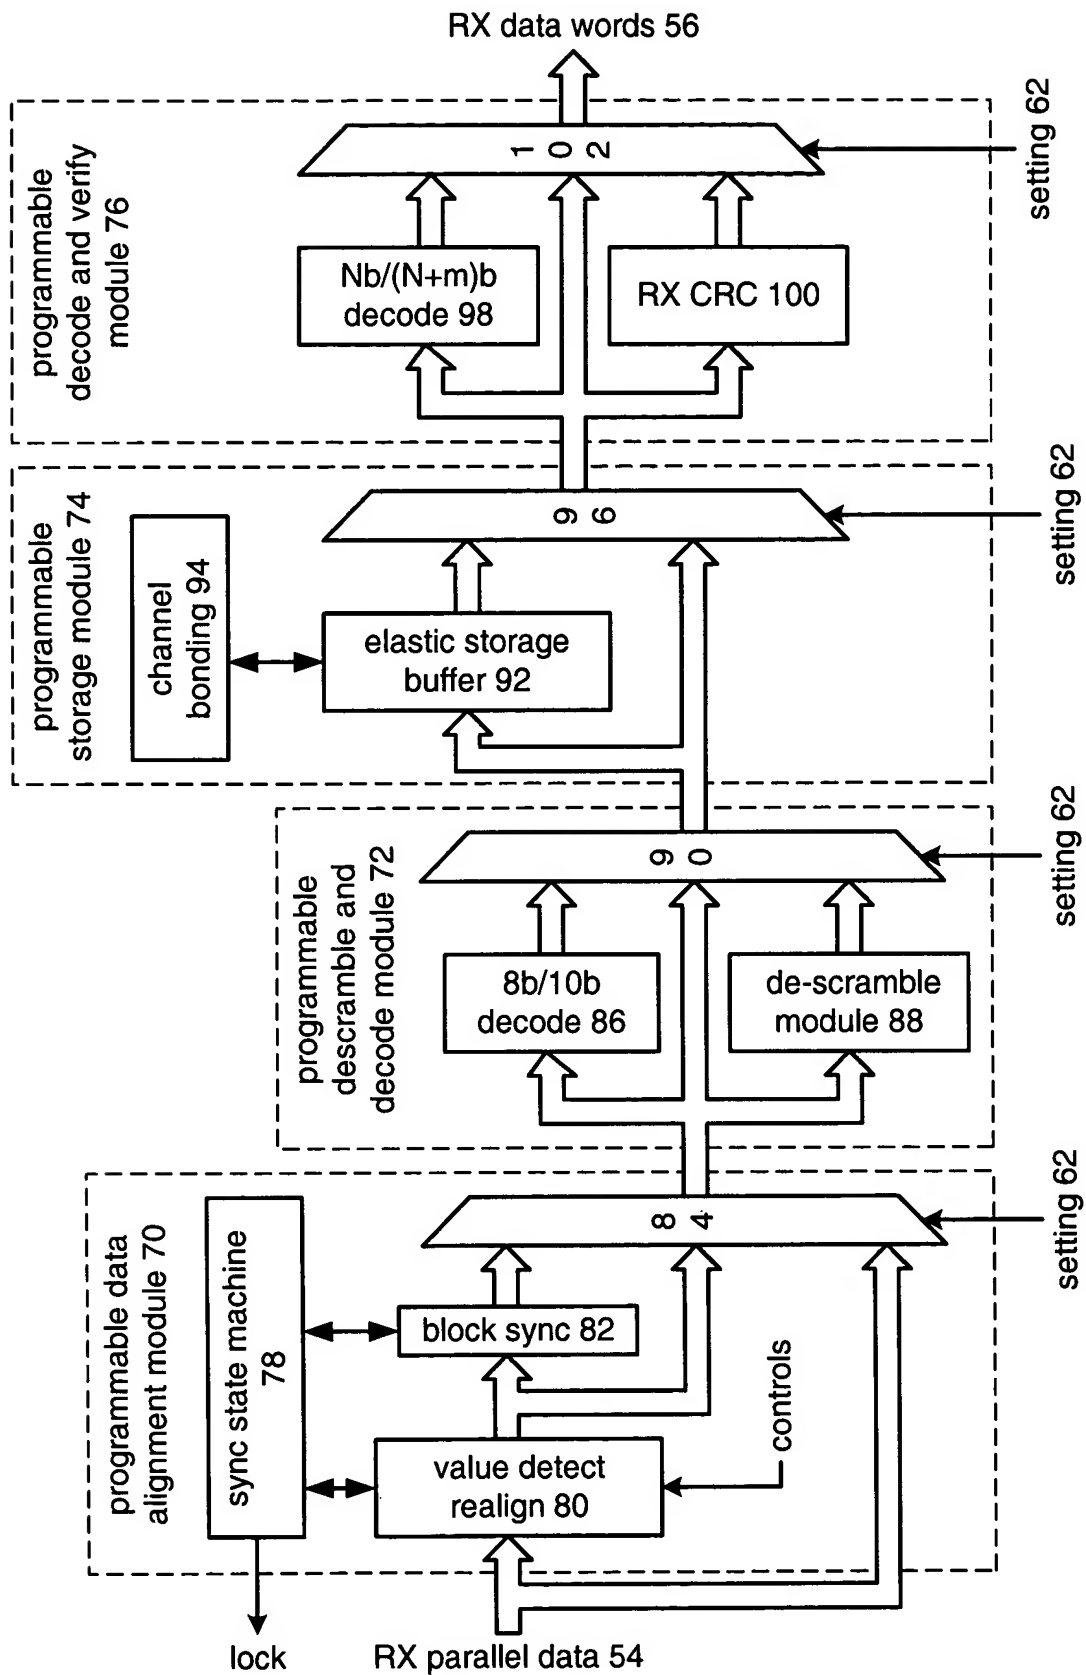 RX data words 56
programmable
decode and verify
module 76
1
0
2
setting 62
Nb/(N+m)b
decode 98
RX CRC 100
programmable
storage module 74
channel
bonding 94
9
6
setting 62
elastic storage
buffer 92
programmable
descramble and
decode module 72
9
0
setting 62
8b/10b
decode 86
de-scramble
module 88
programmable data
alignment module 70
sync state machine
78
8
4
setting 62
block sync 82
value detect
realign 80
controls
lock
RX parallel data 54